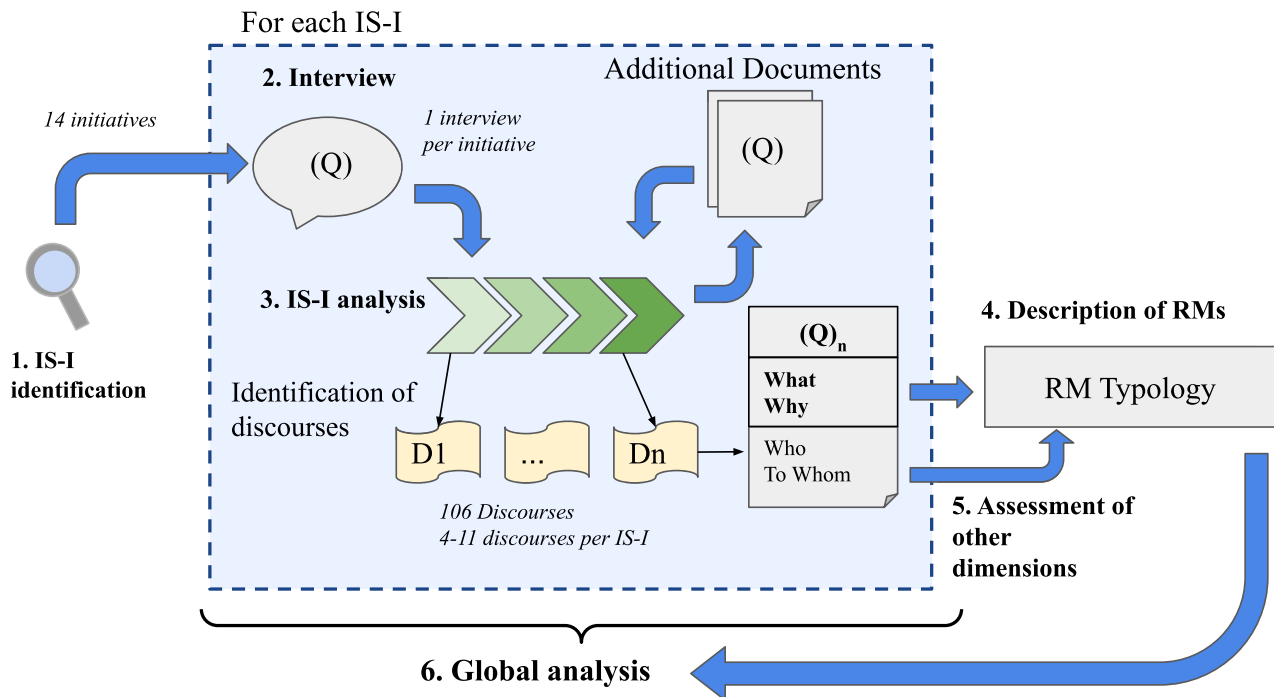 For each IS-I
2. Interview
Additional Documents
14 initiatives
1 interview
per initiative
(Q)
(Q)
3. IS-I analysis
1. IS-I
identification
Identification of
discourses
D1
...
Dn
106 Discourses
4-11 discourses per IS-I
(Q)n
What
Why
Who
To Whom
4. Description of RMs
RM Typology
5. Assessment of
other
dimensions
6. Global analysis